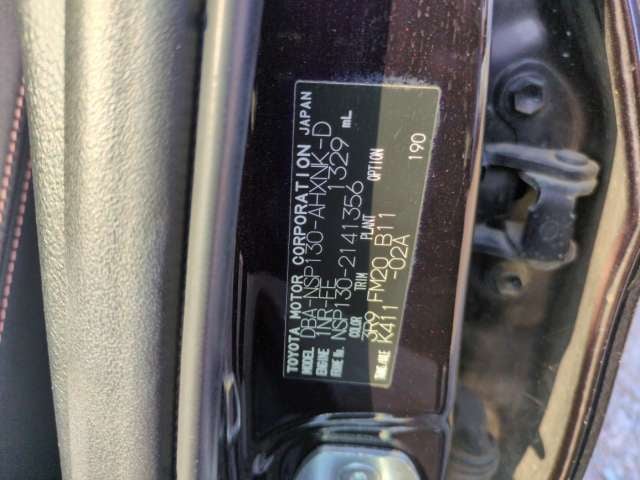 TOYOTA MOTOR CORPORATION JAPAN
MODEL DBA-NSP130-AHXNK-D
ENGINE 1NR-EE 1329 mL
FRAME No. NSP130-2141356
COLOR TRIM PLANT OPTION
3R9 FM20 B11 190
TRANS./AXLE K411 -02A